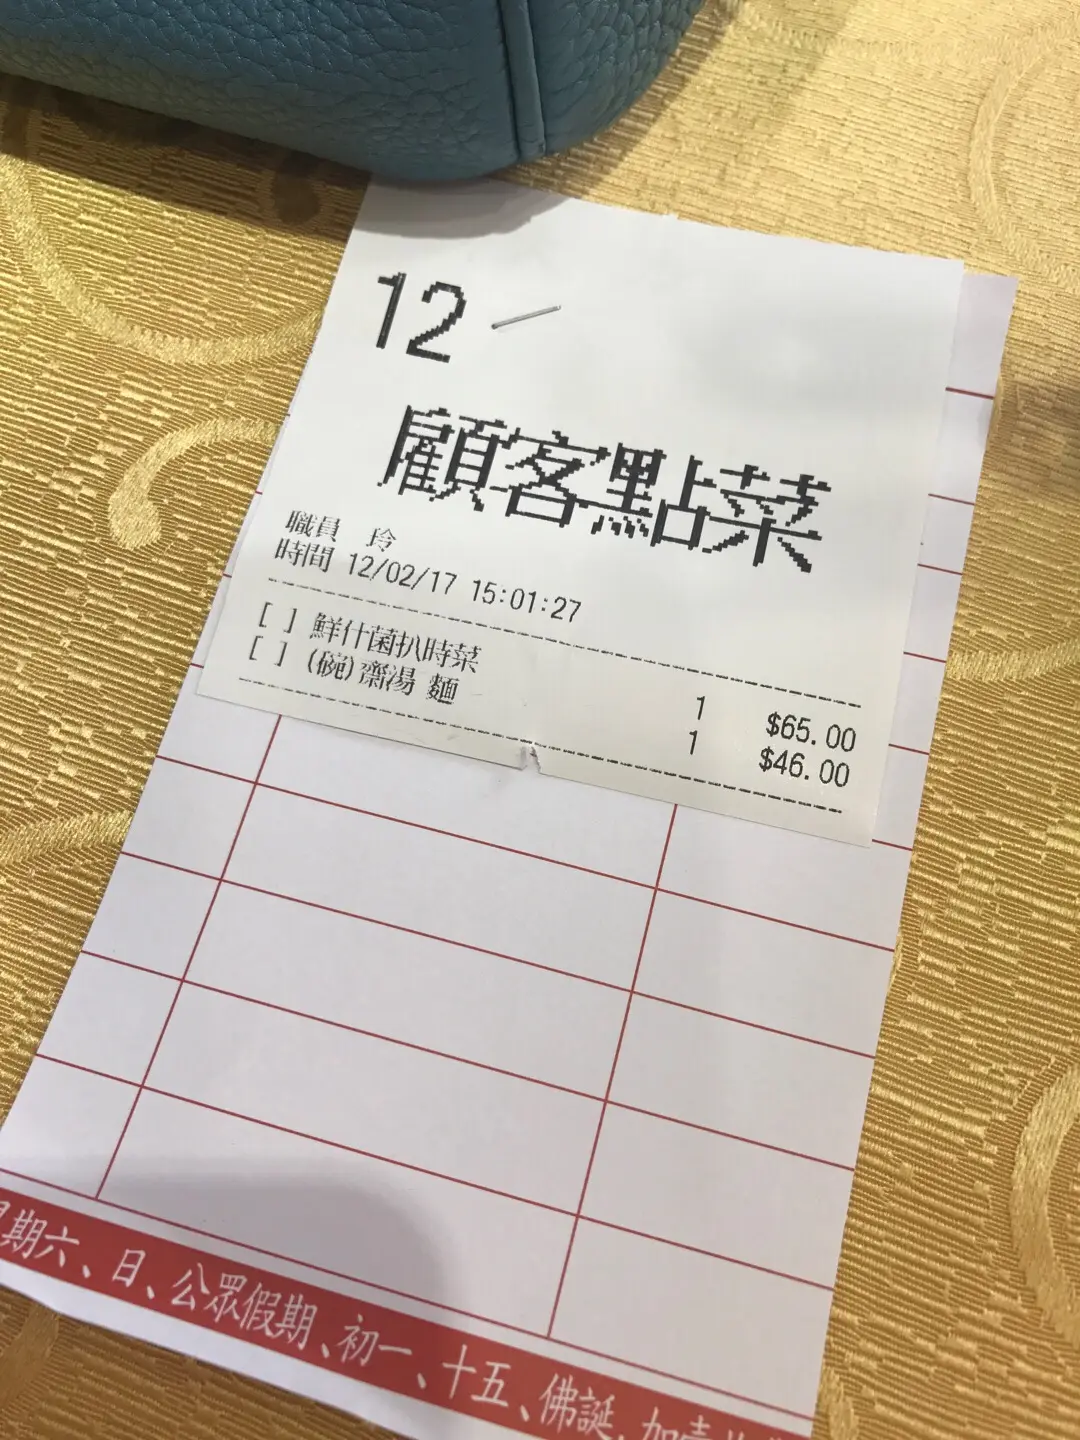 12
顧客點菜
職員 玲
時間 12/02/17 15:01:27
[ ] 鮮什菌扒時菜 1 $65.00
[ ] (碗)齋湯 麵 1 $46.00
期六、日、公眾假期、初一、十五、佛誕,加